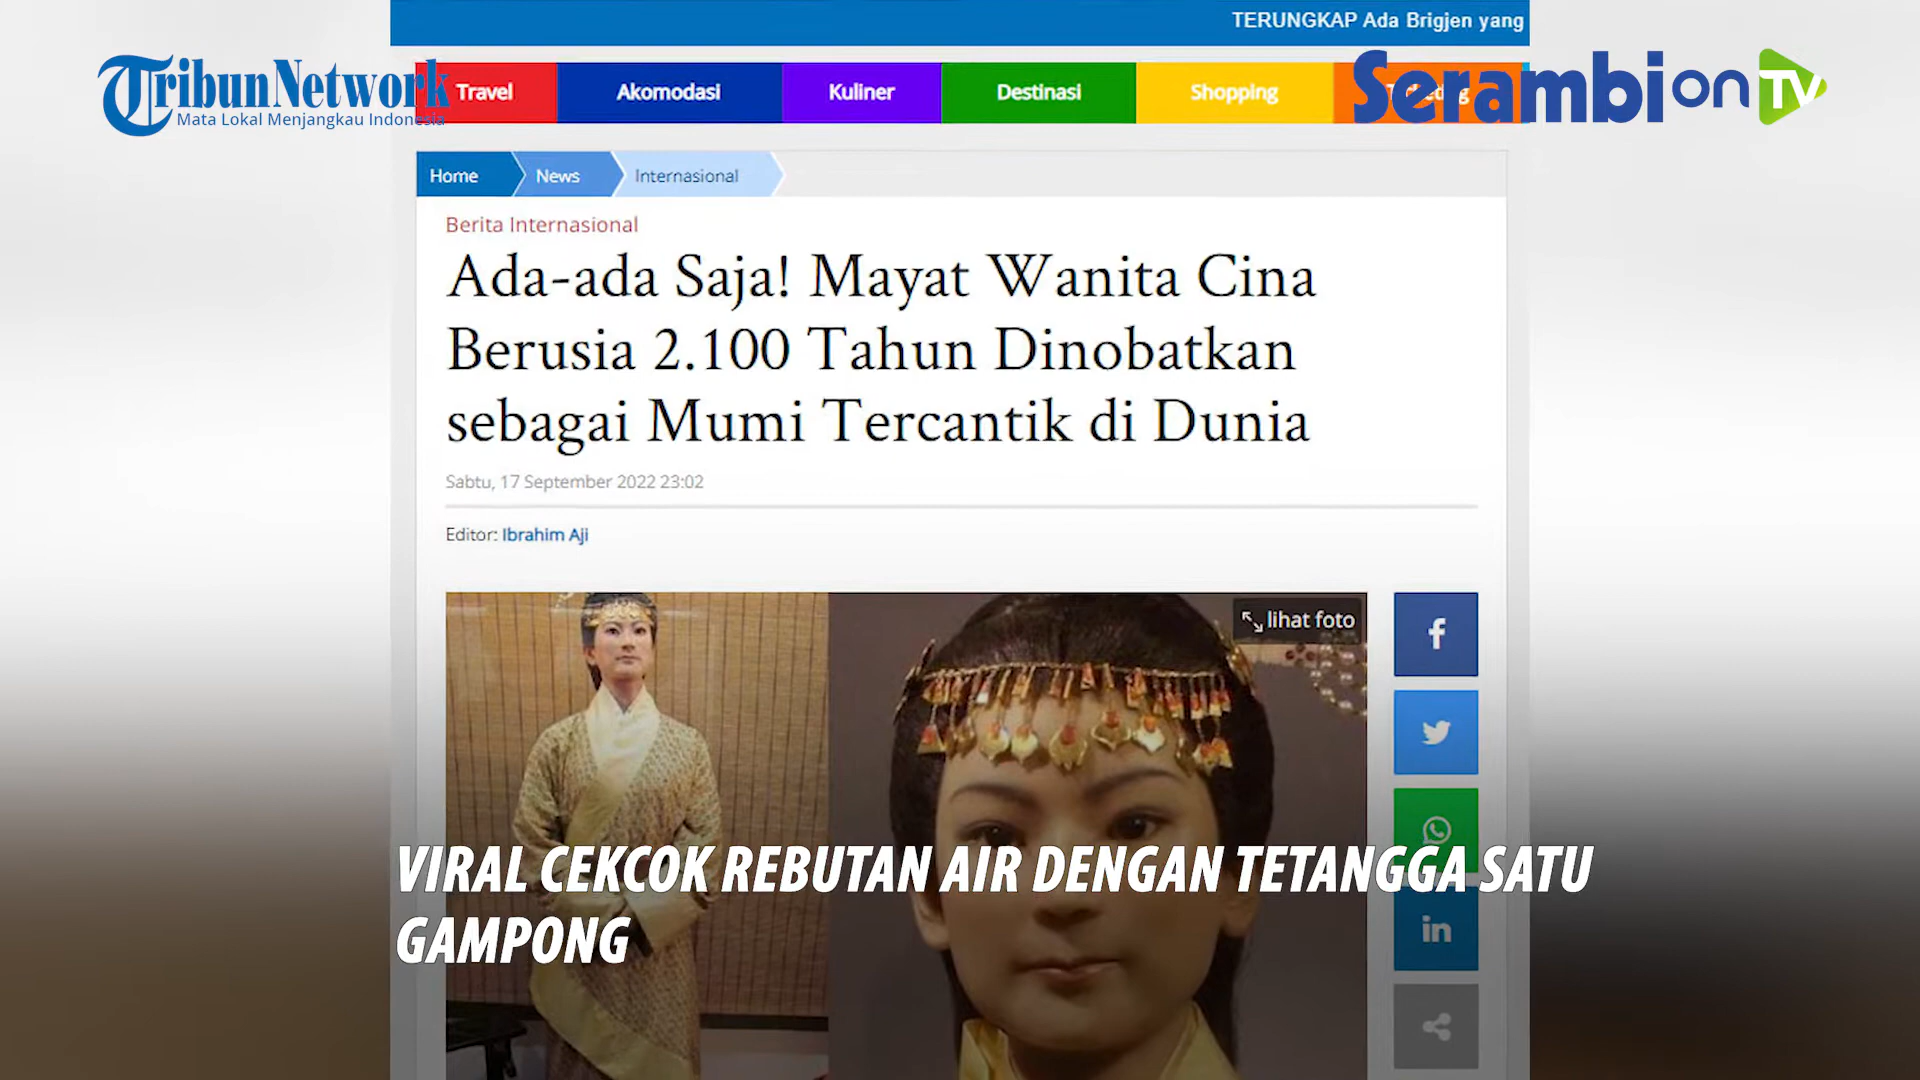 TERUNGKAP Ada Brigjen yang
TribunNetwork
Mata Lokal Menjangkau Indonesia
Travel
Akomodasi
Kuliner
Destinasi
Shopping
Serambi on TV
Home
News
Internasional
Berita Internasional
Ada-ada Saja! Mayat Wanita Cina
Berusia 2.100 Tahun Dinobatkan
sebagai Mumi Tercantik di Dunia
Sabtu, 17 September 2022 23:02
Editor: Ibrahim Aji
lihat foto
VIRAL CEKCOK REBUTAN AIR DENGAN TETANGGA SATU
GAMPONG